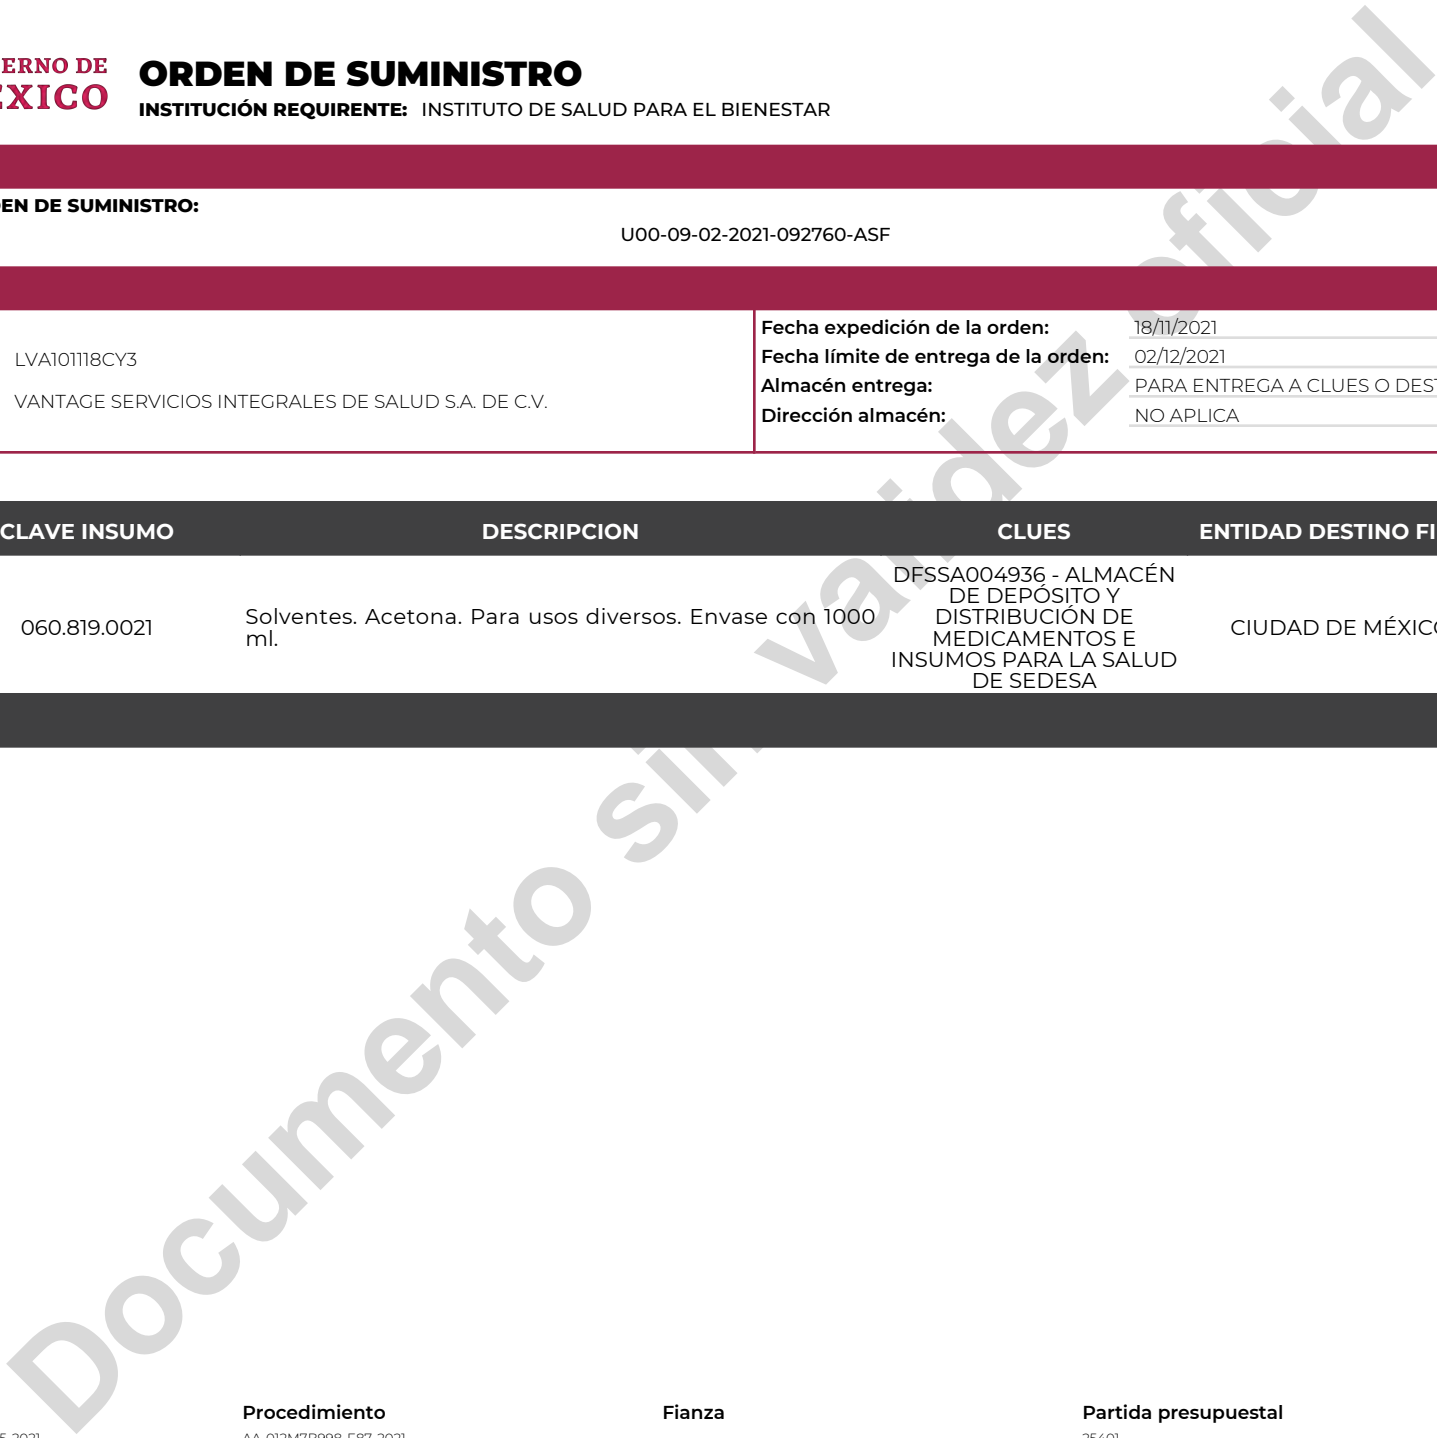 ERNO DE
ÉXICO
ORDEN DE SUMINISTRO
INSTITUCIÓN REQUIRENTE: INSTITUTO DE SALUD PARA EL BIENESTAR
EN DE SUMINISTRO:
U00-09-02-2021-092760-ASF
LVA101118CY3
VANTAGE SERVICIOS INTEGRALES DE SALUD S.A. DE C.V.
Fecha expedición de la orden: 18/11/2021
Fecha límite de entrega de la orden: 02/12/2021
Almacén entrega: PARA ENTREGA A CLUES O DEST
Dirección almacén: NO APLICA
CLAVE INSUMO DESCRIPCION CLUES ENTIDAD DESTINO FI
060.819.0021
Solventes. Acetona. Para usos diversos. Envase con 1000
ml.
DFSSA004936 - ALMACÉN
DE DEPÓSITO Y
DISTRIBUCIÓN DE
MEDICAMENTOS E
INSUMOS PARA LA SALUD
DE SEDESA
CIUDAD DE MÉXICO
Documento sin validez oficial
Procedimiento Fianza Partida presupuestal